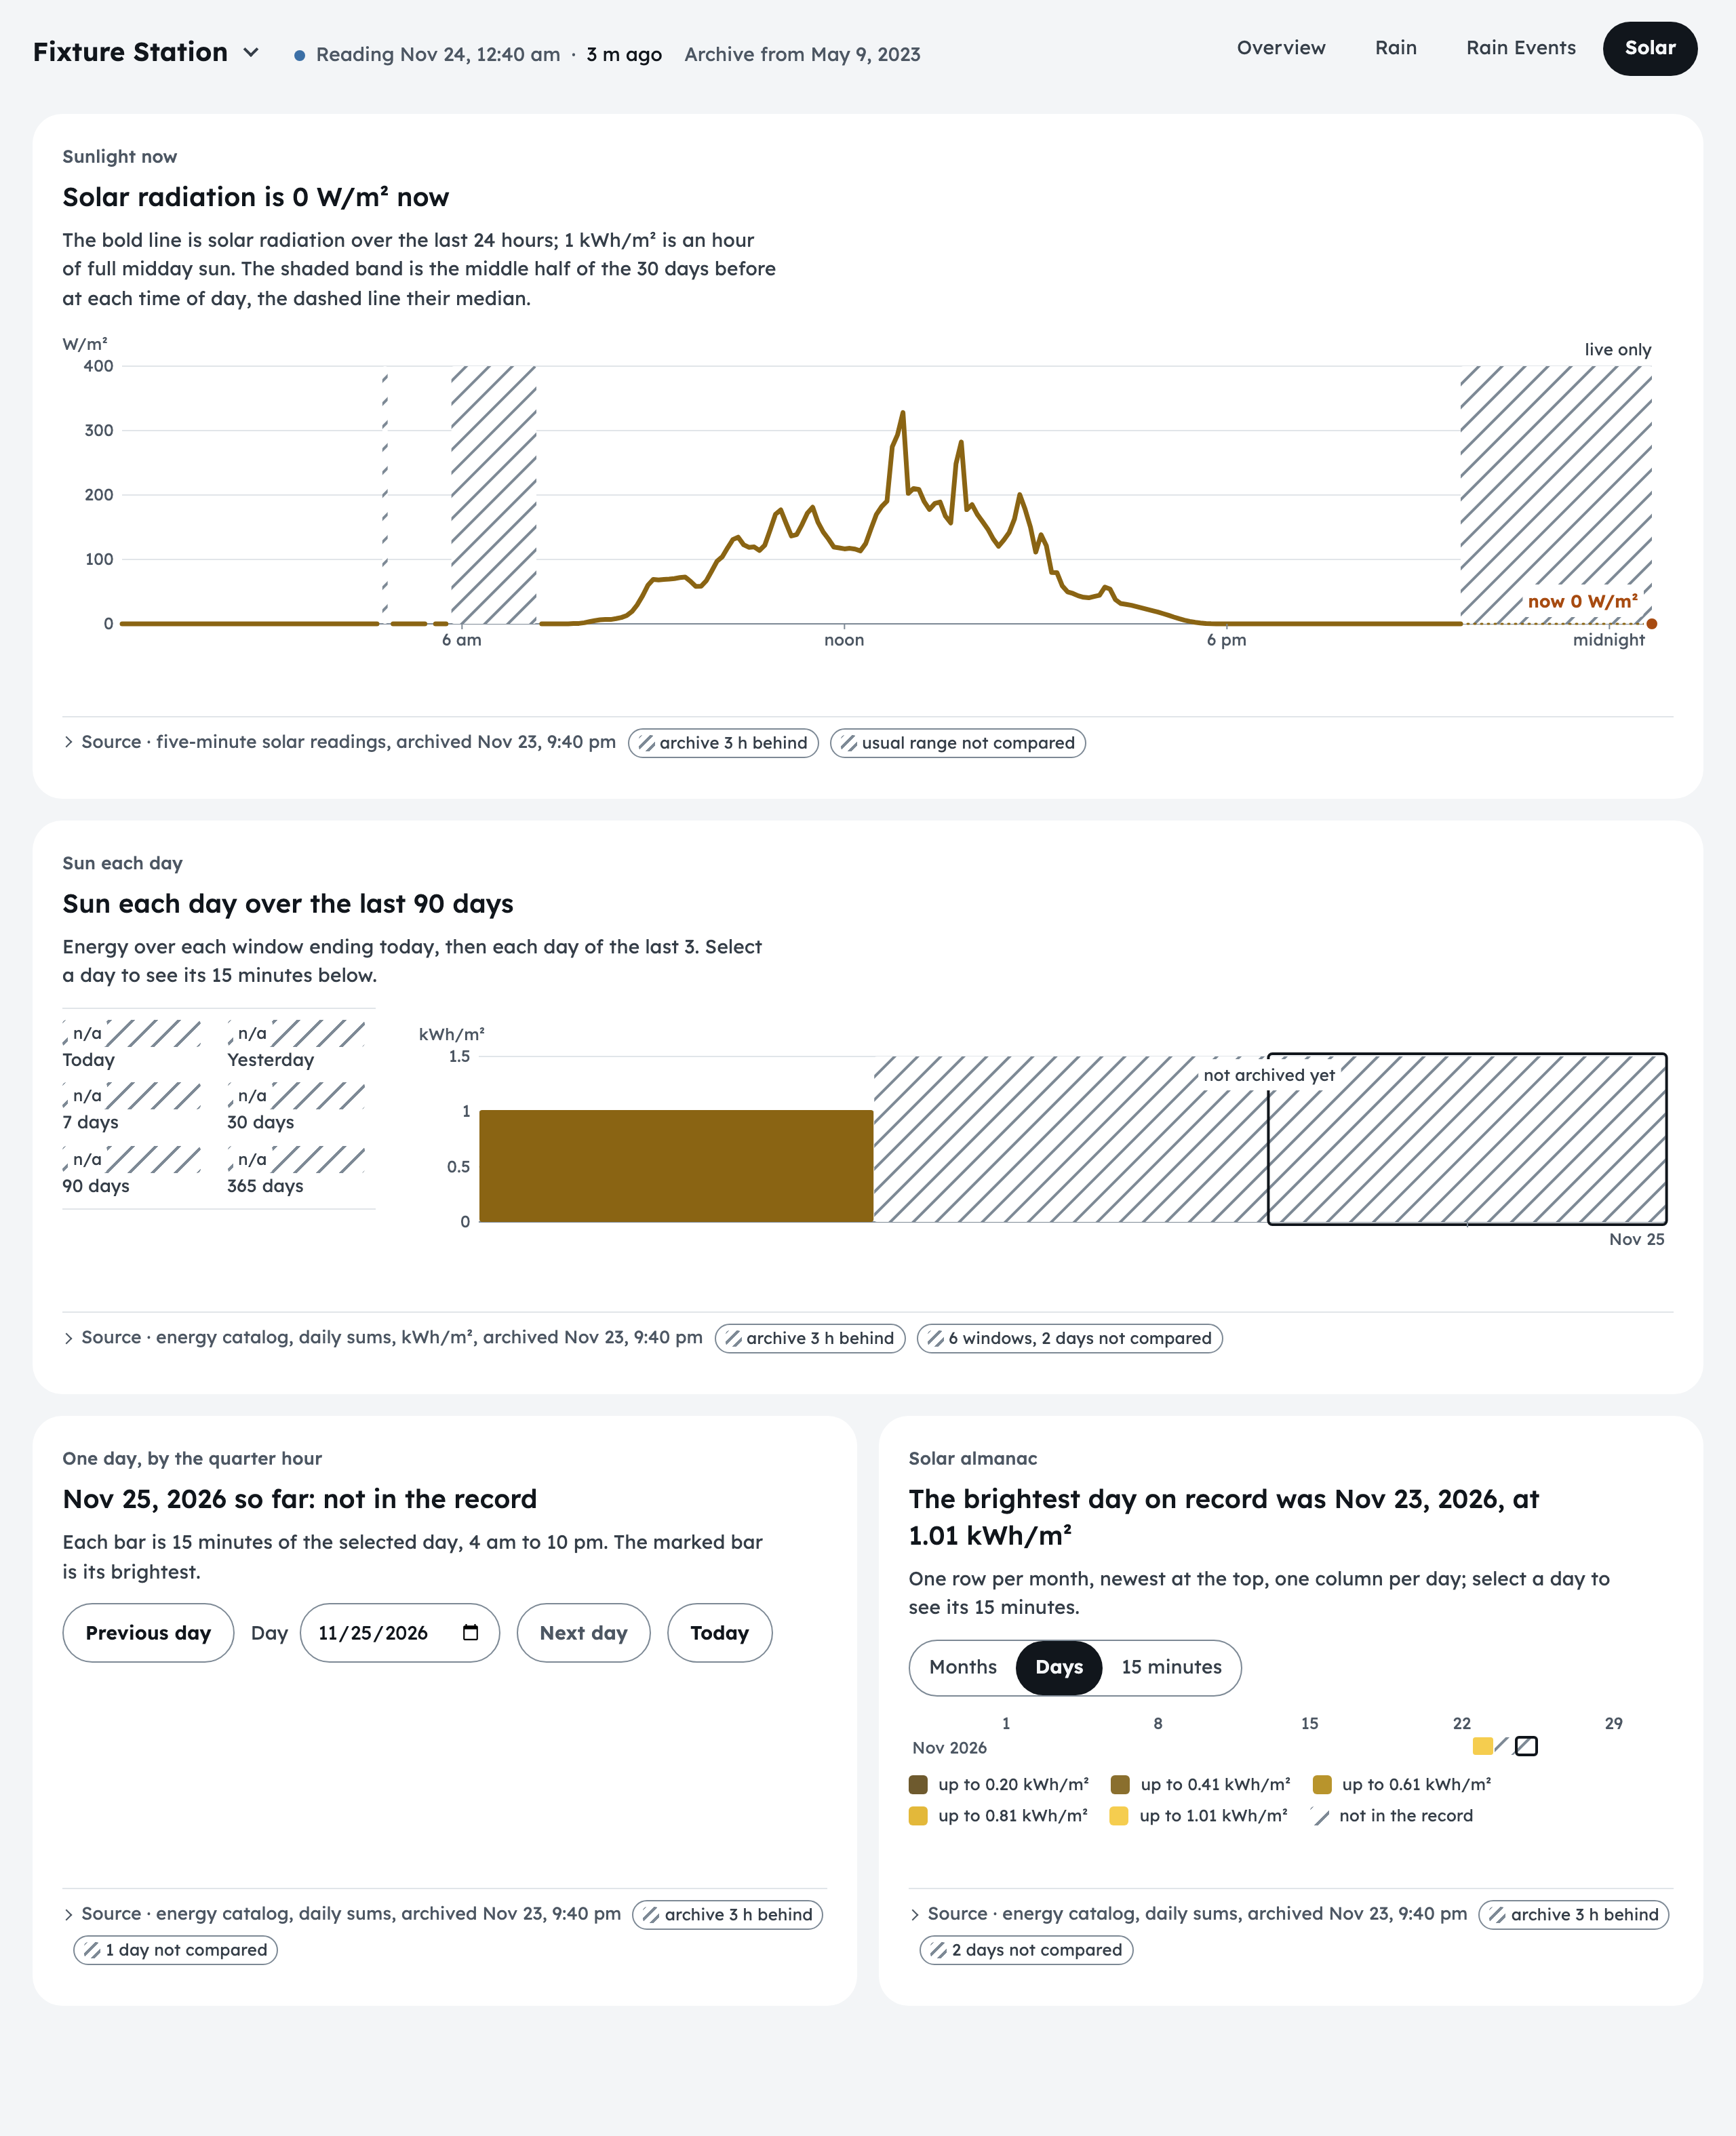 Fixture Station
Reading Nov 24, 12:40 am · 3 m ago Archive from May 9, 2023
Overview Rain Rain Events Solar
Sunlight now
Solar radiation is 0 W/m² now
The bold line is solar radiation over the last 24 hours; 1 kWh/m² is an hour
of full midday sun. The shaded band is the middle half of the 30 days before
at each time of day, the dashed line their median.
W/m²
live only
400
300
200
100
0
now 0 W/m²
6 am noon 6 pm midnight
Source · five-minute solar readings, archived Nov 23, 9:40 pm archive 3 h behind usual range not compared
Sun each day
Sun each day over the last 90 days
Energy over each window ending today, then each day of the last 3. Select
a day to see its 15 minutes below.
n/a n/a
Today Yesterday
n/a n/a
7 days 30 days
n/a n/a
90 days 365 days
kWh/m²
1.5
not archived yet
1
0.5
0
Nov 25
Source · energy catalog, daily sums, kWh/m², archived Nov 23, 9:40 pm archive 3 h behind 6 windows, 2 days not compared
One day, by the quarter hour
Nov 25, 2026 so far: not in the record
Each bar is 15 minutes of the selected day, 4 am to 10 pm. The marked bar
is its brightest.
Previous day Day 11/25/2026 Next day Today
Source · energy catalog, daily sums, archived Nov 23, 9:40 pm archive 3 h behind
1 day not compared
Solar almanac
The brightest day on record was Nov 23, 2026, at
1.01 kWh/m²
One row per month, newest at the top, one column per day; select a day to
see its 15 minutes.
Months Days 15 minutes
1 8 15 22 29
Nov 2026
up to 0.20 kWh/m² up to 0.41 kWh/m² up to 0.61 kWh/m²
up to 0.81 kWh/m² up to 1.01 kWh/m² not in the record
Source · energy catalog, daily sums, archived Nov 23, 9:40 pm archive 3 h behind
2 days not compared